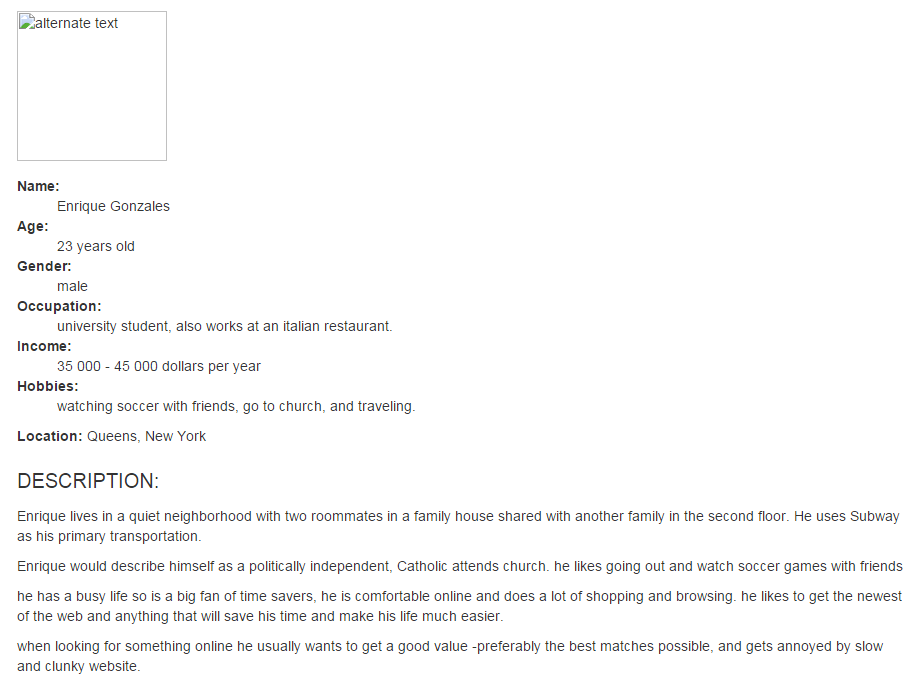 alternate text
Name:
Enrique Gonzales
Age:
23 years old
Gender:
male
Occupation:
university student, also works at an italian restaurant.
Income:
35 000 - 45 000 dollars per year
Hobbies:
watching soccer with friends, go to church, and traveling.
Location: Queens, New York
DESCRIPTION:
Enrique lives in a quiet neighborhood with two roommates in a family house shared with another family in the second floor. He uses Subway
as his primary transportation.
Enrique would describe himself as a politically independent, Catholic attends church. he likes going out and watch soccer games with friends
he has a busy life so is a big fan of time savers, he is comfortable online and does a lot of shopping and browsing. he likes to get the newest
of the web and anything that will save his time and make his life much easier.
when looking for something online he usually wants to get a good value -preferably the best matches possible, and gets annoyed by slow
and clunky website.